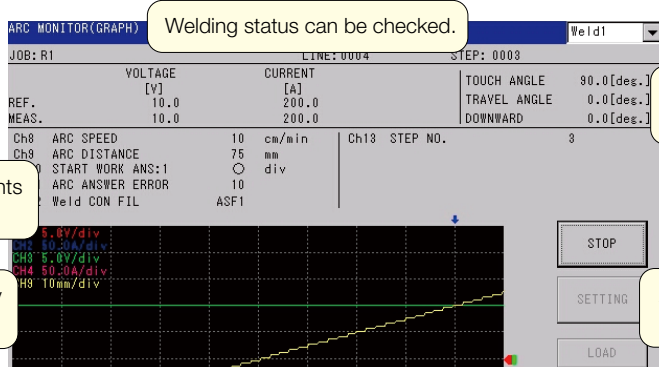 Welding status can be checked.
ARC MONITOR(GRAPH)
Weld1
JOB:R1 LINE:0004 STEP: 0003
VOLTAGE CURRENT
[V] [A]
REF. 10.0 200.0
MEAS. 10.0 200.0
TOUCH ANGLE 90.0[deg.]
TRAVEL ANGLE 0.0[deg.]
DOWNWARD 0.0[deg.]
Ch8 ARC SPEED 10 cm/min
Ch9 ARC DISTANCE 75 mm
START WORK ANS:1 O div
ARC ANSWER ERROR 10
Weld CON FIL ASF1
Ch13 STEP NO. 3
nts
5.0V/div
CH2 50.0A/div
CH3 5.0V/div
CH4 50.0A/div
H9 10mm/div
STOP
SETTING
LOAD